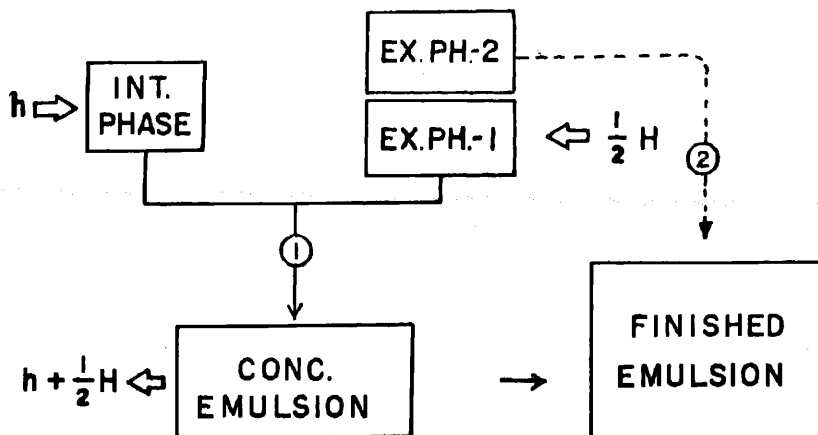 EX.PH.-2
h
INT.
PHASE
EX.PH.-1
1/2 H
2
1
h + 1/2 H
CONC.
EMULSION
FINISHED
EMULSION